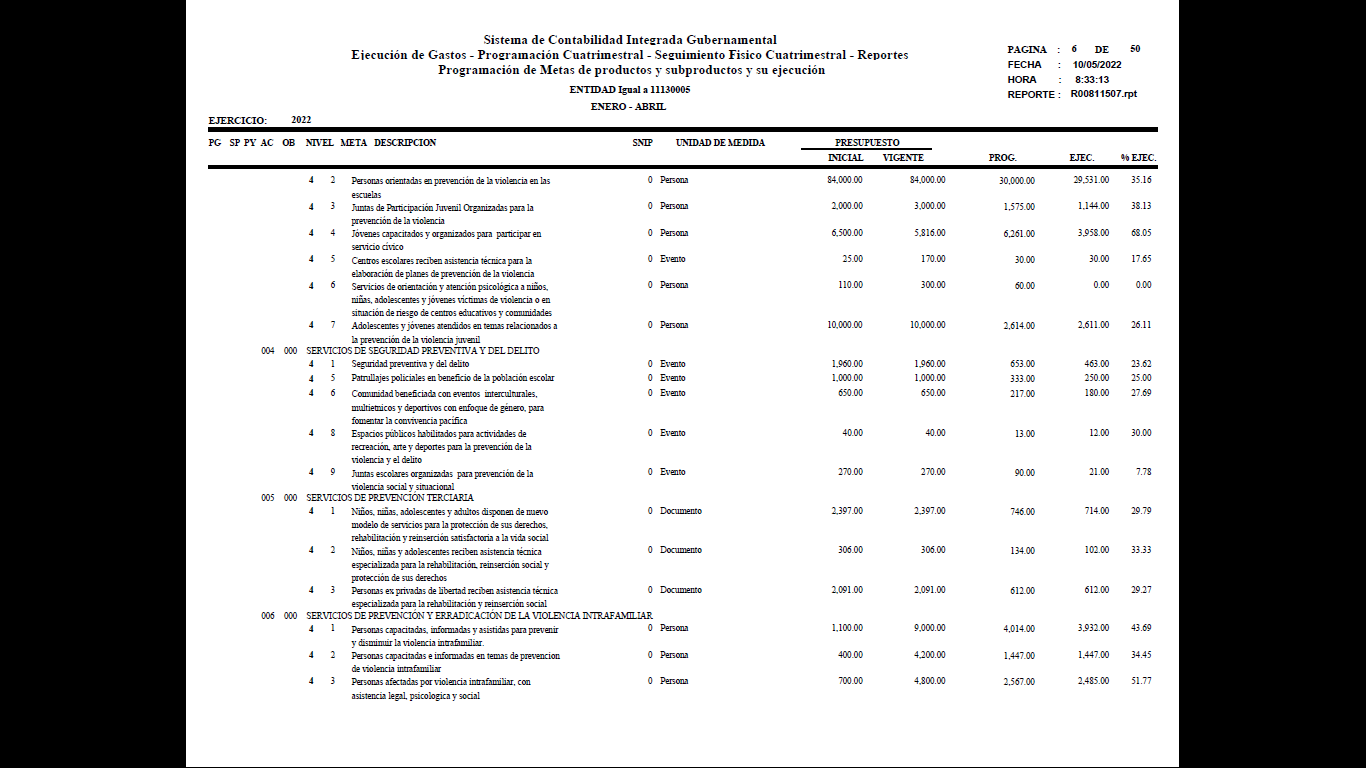 Sistema de Contabilidad Integrada Gubernamental
Ejecución de Gastos - Programación Cuatrimestral - Seguimiento Físico Cuatrimestral - Reportes
Programación de Metas de productos y subproductos y su ejecución
ENTIDAD Igual a 11130005
ENERO - ABRIL
PAGINA : 6 DE 50
FECHA : 10/05/2022
HORA : 8:33:13
REPORTE : R00811507.rpt
EJERCICIO: 2022
PG SP PY AC OB NIVEL META DESCRIPCION SNIP UNIDAD DE MEDIDA PRESUPUESTO
INICIAL VIGENTE PROG. EJEC. % EJEC.
4 2 Personas orientadas en prevención de la violencia en las 0 Persona 84,000.00 84,000.00 30,000.00 29,531.00 35.16
escuelas
4 3 Juntas de Participación Juvenil Organizadas para la 0 Persona 2,000.00 3,000.00 1,575.00 1,144.00 38.13
prevención de la violencia
4 4 Jóvenes capacitados y organizados para participar en 0 Persona 6,500.00 5,816.00 6,261.00 3,958.00 68.05
servicio cívico
4 5 Centros escolares reciben asistencia técnica para la 0 Evento 25.00 170.00 30.00 30.00 17.65
elaboración de planes de prevención de la violencia
4 6 Servicios de orientación y atención psicológica a niños, 0 Persona 110.00 300.00 60.00 0.00 0.00
niñas, adolescentes y jóvenes víctimas de violencia o en
situación de riesgo de centros educativos y comunidades
4 7 Adolescentes y jóvenes atendidos en temas relacionados a 0 Persona 10,000.00 10,000.00 2,614.00 2,611.00 26.11
la prevención de la violencia juvenil
004 000 SERVICIOS DE SEGURIDAD PREVENTIVA Y DEL DELITO
4 1 Seguridad preventiva y del delito 0 Evento 1,960.00 1,960.00 653.00 463.00 23.62
4 5 Patrullajes policiales en beneficio de la población escolar 0 Evento 1,000.00 1,000.00 333.00 250.00 25.00
4 6 Comunidad beneficiada con eventos interculturales, 0 Evento 650.00 650.00 217.00 180.00 27.69
multietnicos y deportivos con enfoque de género, para
fomentar la convivencia pacífica
4 8 Espacios públicos habilitados para actividades de 0 Evento 40.00 40.00 13.00 12.00 30.00
recreación, arte y deportes para la prevención de la
violencia y el delito
4 9 Juntas escolares organizadas para prevención de la 0 Evento 270.00 270.00 90.00 21.00 7.78
violencia social y situacional
005 000 SERVICIOS DE PREVENCIÓN TERCIARIA
4 1 Niños, niñas, adolescentes y adultos disponen de nuevo 0 Documento 2,397.00 2,397.00 746.00 714.00 29.79
modelo de servicios para la protección de sus derechos,
rehabilitación y reinserción satisfactoria a la vida social
4 2 Niños, niñas y adolescentes reciben asistencia técnica 0 Documento 306.00 306.00 134.00 102.00 33.33
especializada para la rehabilitación, reinserción social y
protección de sus derechos
4 3 Personas ex privadas de libertad reciben asistencia técnica 0 Documento 2,091.00 2,091.00 612.00 612.00 29.27
especializada para la rehabilitación y reinserción social
006 000 SERVICIOS DE PREVENCIÓN Y ERRADICACIÓN DE LA VIOLENCIA INTRAFAMILIAR
4 1 Personas capacitadas, informadas y asistidas para prevenir 0 Persona 1,100.00 9,000.00 4,014.00 3,932.00 43.69
y disminuir la violencia intrafamiliar.
4 2 Personas capacitadas e informadas en temas de prevencion 0 Persona 400.00 4,200.00 1,447.00 1,447.00 34.45
de violencia intrafamiliar
4 3 Personas afectadas por violencia intrafamiliar, con 0 Persona 700.00 4,800.00 2,567.00 2,485.00 51.77
asistencia legal, psicologica y social